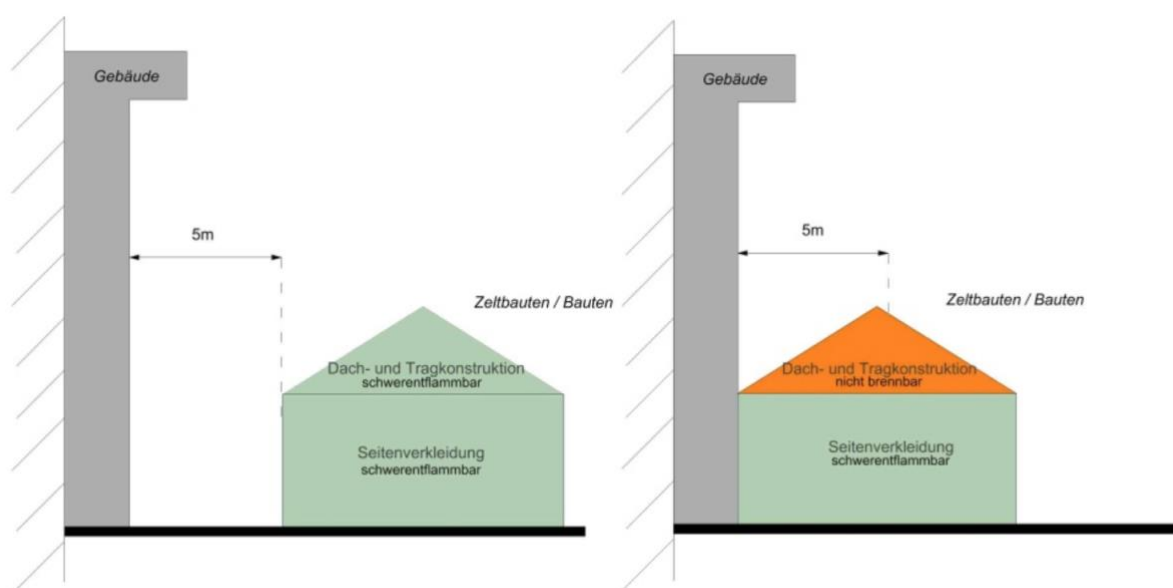 Gebäude
5m
Zeltbauten / Bauten
Dach- und Tragkonstruktion
schwerentflammbar
Seitenverkleidung
schwerentflammbar
Gebäude
5m
Zeltbauten / Bauten
Dach- und Tragkonstruktion
nicht brennbar
Seitenverkleidung
schwerentflammbar